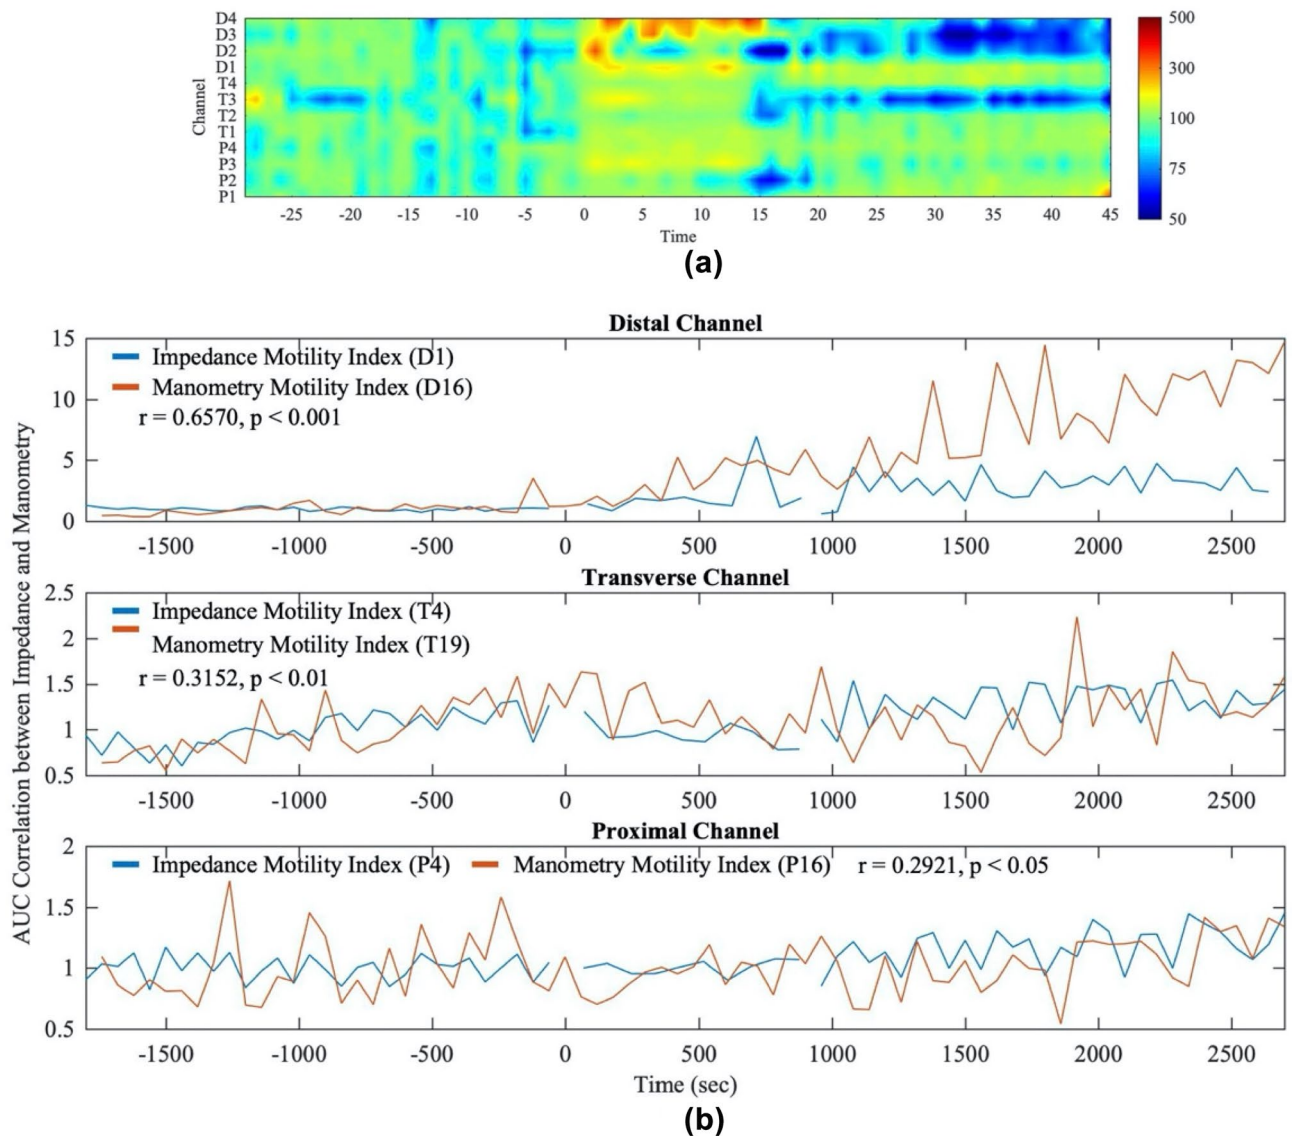 D4
D3
D2
D1
T4
T3
T2
T1
P4
P3
P2
P1
Channel
-25 -20 -15 -10 -5 0 5 10 15 20 25 30 35 40 45
Time
500
300
100
75
50
(a)
AUC Correlation between Impedance and Manometry
Distal Channel
15
10
5
0
Impedance Motility Index (D1)
Manometry Motility Index (D16)
r = 0.6570, p < 0.001
-1500 -1000 -500 0 500 1000 1500 2000 2500
Transverse Channel
2.5
2
1.5
1
0.5
Impedance Motility Index (T4)
Manometry Motility Index (T19)
r = 0.3152, p < 0.01
-1500 -1000 -500 0 500 1000 1500 2000 2500
Proximal Channel
2
1.5
1
0.5
Impedance Motility Index (P4) Manometry Motility Index (P16) r = 0.2921, p < 0.05
-1500 -1000 -500 0 500 1000 1500 2000 2500
Time (sec)
(b)